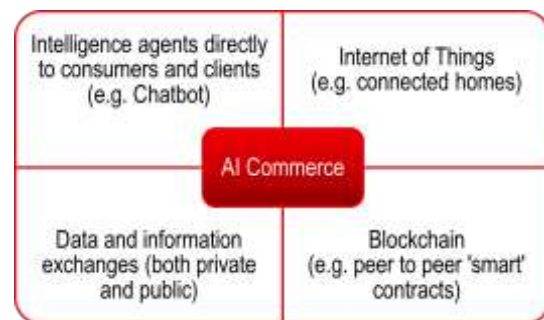 Intelligence agents directly
to consumers and clients
(e.g. Chatbot)
Internet of Things
(e.g. connected homes)
AI Commerce
Data and information
exchanges (both private
and public)
Blockchain
(e.g. peer to peer 'smart'
contracts)